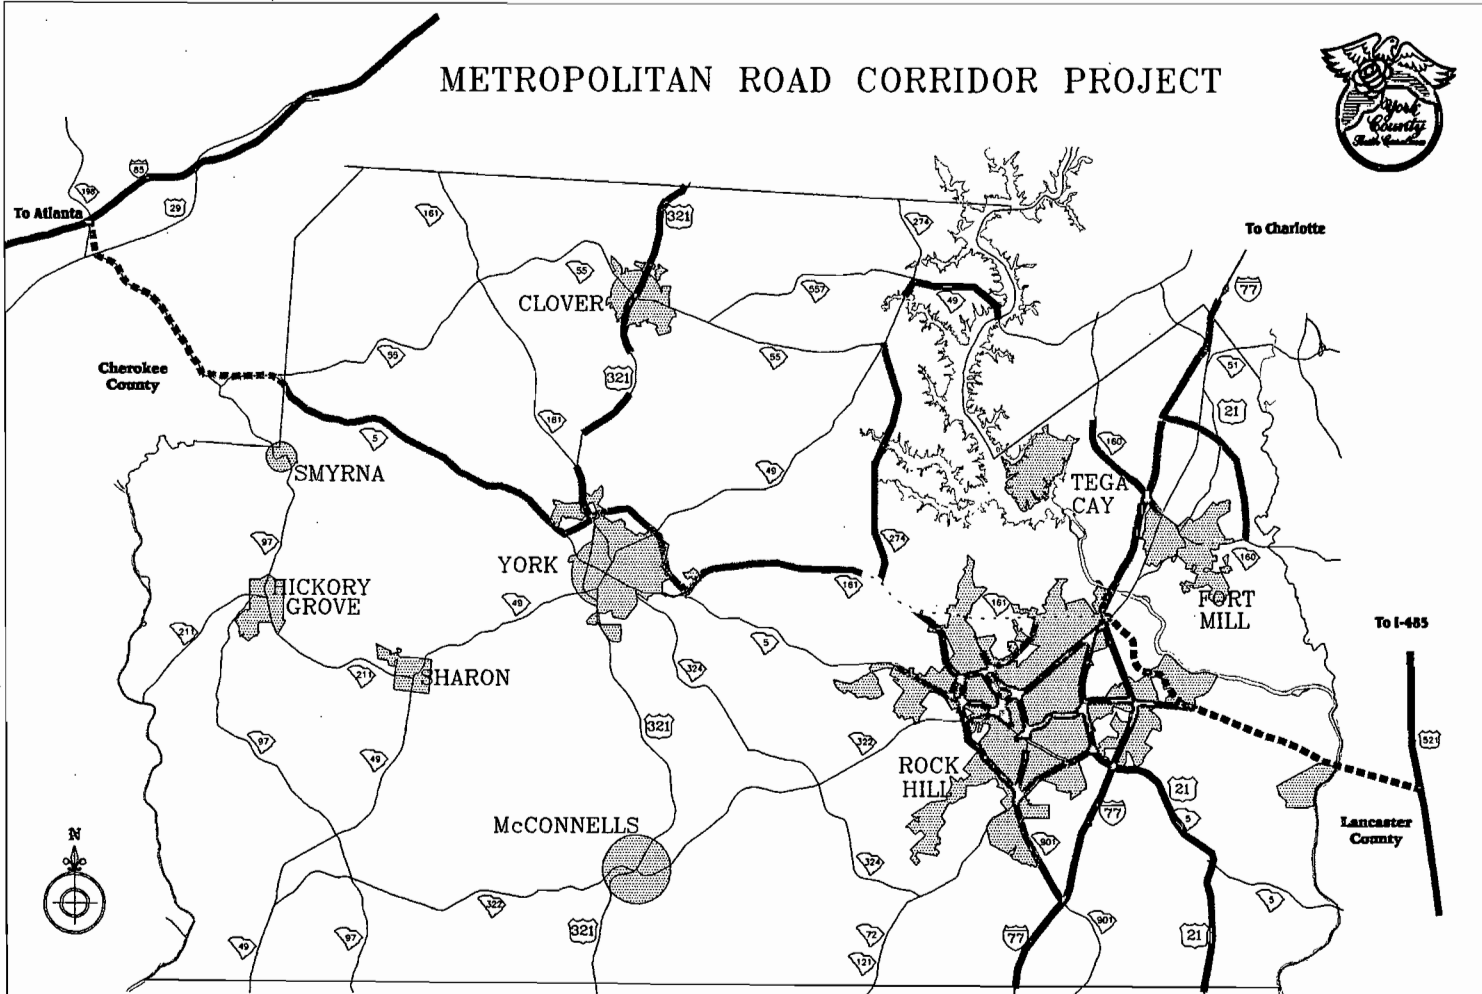 METROPOLITAN ROAD CORRIDOR PROJECT
York
County
South Carolina
85
198
29
To Atlanta
161
321
274
To Charlotte
77
55
CLOVER
557
49
Cherokee
County
55
55
51
321
21
5
161
160
SMYRNA
49
TEGA
CAY
97
274
160
YORK
161
HICKORY
GROVE
49
161
FORT
MILL
211
5
To I-485
211
SHARON
324
321
97
322
521
49
ROCK
HILL
21
77
5
McCONNELLS
Lancaster
County
N
901
324
322
5
321
49
97
72
121
77
901
21